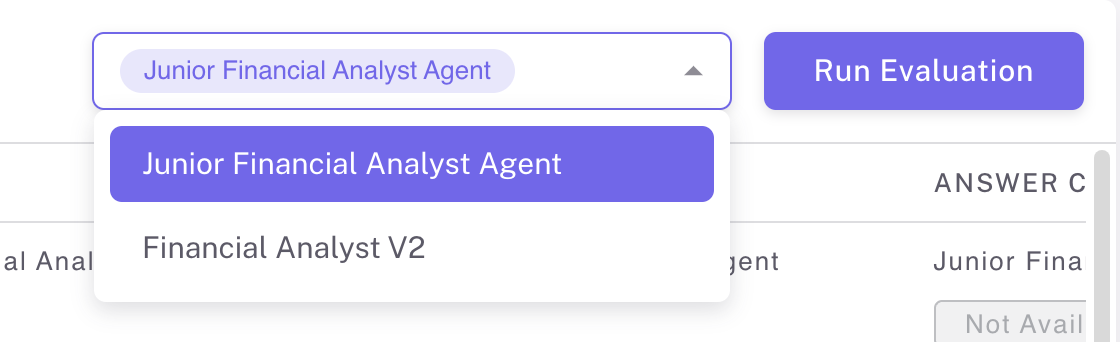 Junior Financial Analyst Agent
Run Evaluation
Junior Financial Analyst Agent
ANSWER C
Financial Analyst V2
al Anal
gent
Junior Fina
Not Avail